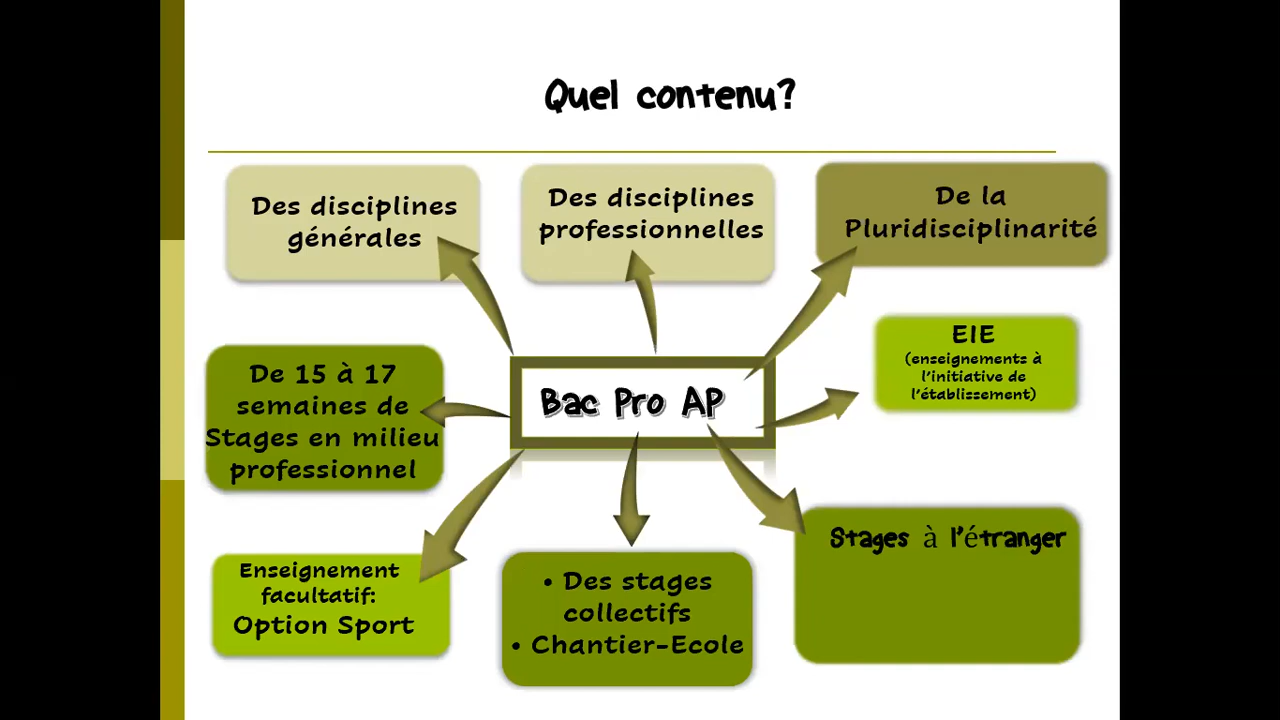 Quel contenu?
Des disciplines
générales
Des disciplines
professionnelles
De la
Pluridisciplinarité
EIE
(enseignements à
l'initiative de
l'établissement)
De 15 à 17
semaines de
Stages en milieu
professionnel
Bac Pro AP
Stages à l'étranger
Enseignement
facultatif:
Option Sport
• Des stages
collectifs
• Chantier-Ecole